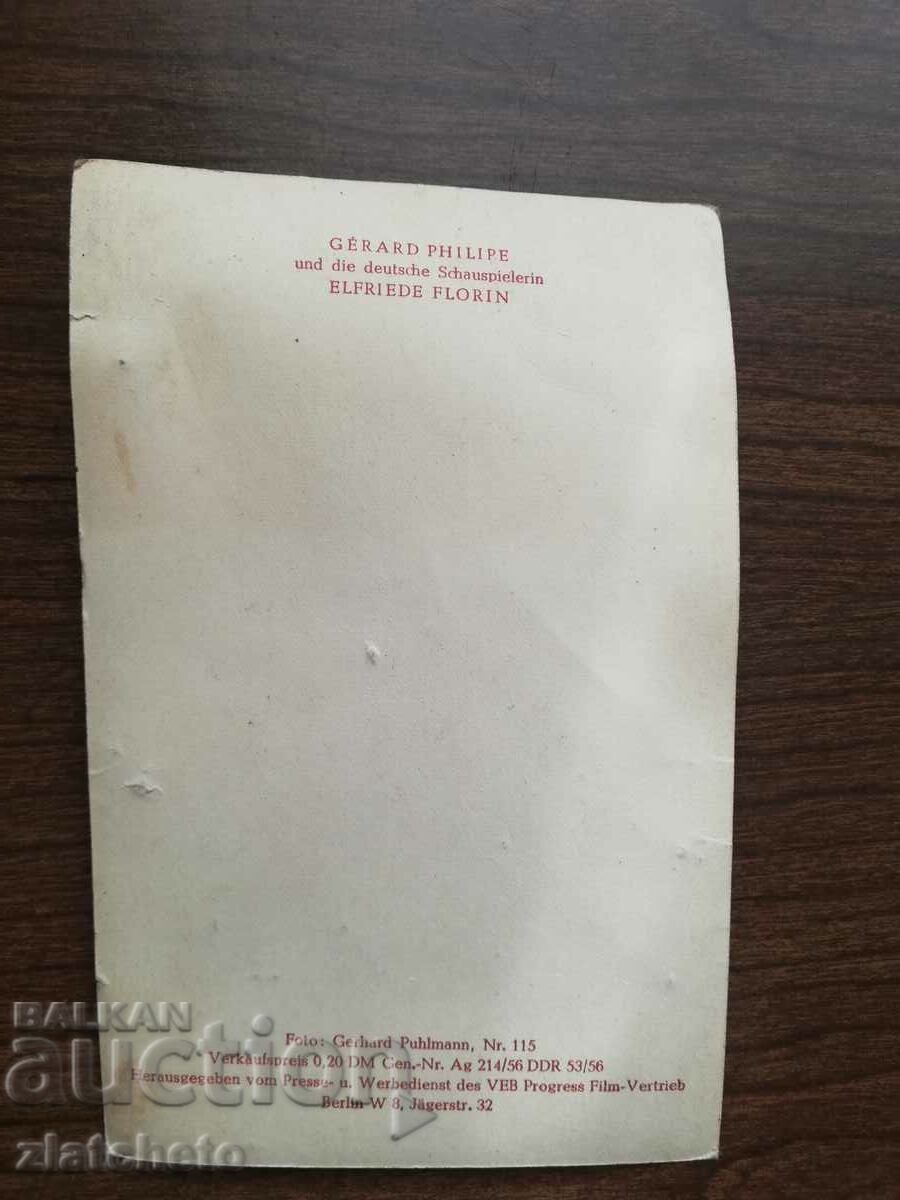 GÉRARD PHILIPE
und die deutsche Schauspielerin
ELFRIEDE FLORIN
Foto: Gerhard Puhlmann, Nr. 115
Verkaufspreis 0,20 DM Gen.-Nr. Ag 214/56 DDR 53/56
Herausgegeben vom Presse- u. Werbedienst des VEB Progress Film-Vertrieb
Berlin W 8, Jägerstr. 32
BALKAN
auction
zlatcheto